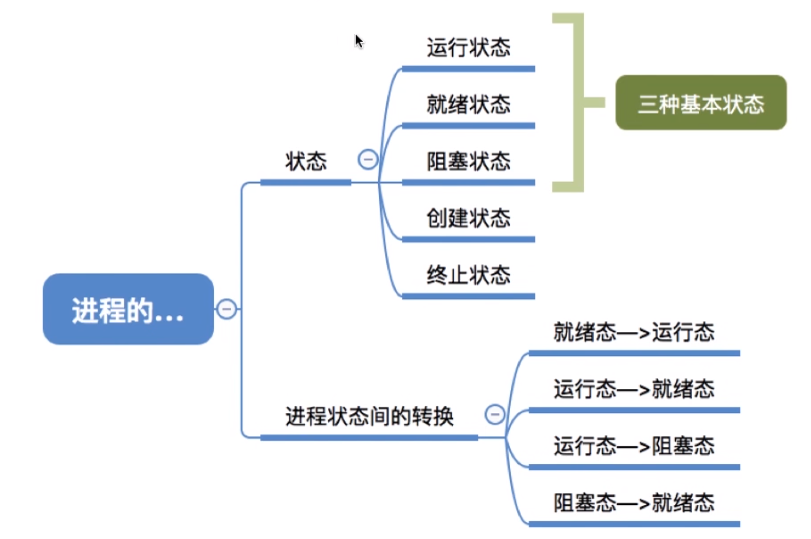 运行状态
就绪状态
三种基本状态
状态
阻塞状态
创建状态
终止状态
进程的...
就绪态—>运行态
运行态—>就绪态
进程状态间的转换
运行态—>阻塞态
阻塞态—>就绪态